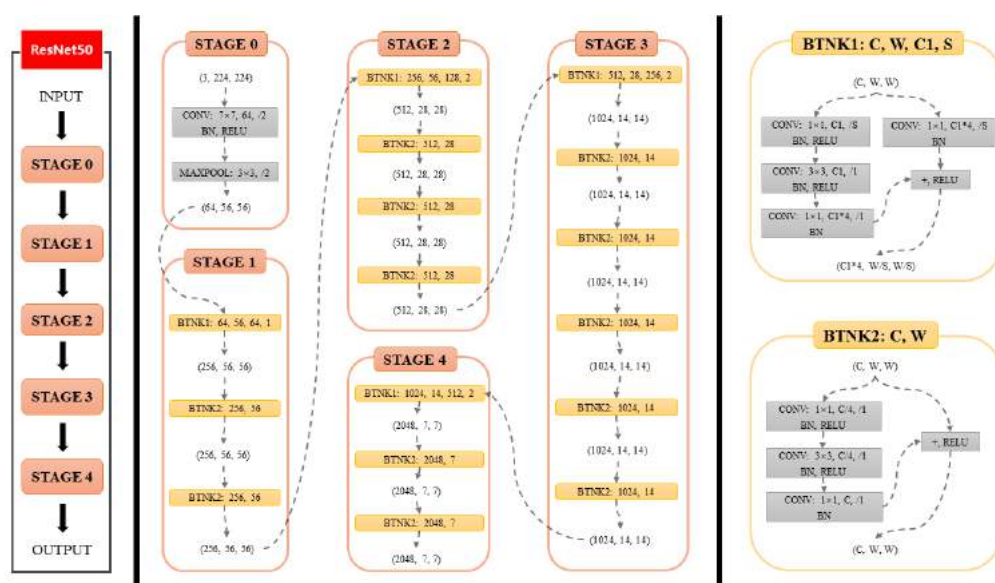 ResNet50
INPUT
STAGE 0
STAGE 1
STAGE 2
STAGE 3
STAGE 4
OUTPUT
STAGE 0
(3, 224, 224)
CONV: 7×7, 64, /2
BN, RELU
MAXPOOL: 3×3, /2
(64, 56, 56)
STAGE 1
BTNK1: 64, 56, 64, 1
(256, 56, 56)
BTNK2: 256, 56
(256, 56, 56)
BTNK2: 256, 56
(256, 56, 56)
STAGE 2
BTNK1: 256, 56, 128, 2
(512, 28, 28)
BTNK2: 512, 28
(512, 28, 28)
BTNK2: 512, 28
(512, 28, 28)
BTNK2: 512, 28
(512, 28, 28)
STAGE 4
BTNK1: 1024, 14, 512, 2
(2048, 7, 7)
BTNK2: 2048, 7
(2048, 7, 7)
BTNK2: 2048, 7
(2048, 7, 7)
STAGE 3
BTNK1: 512, 28, 256, 2
(1024, 14, 14)
BTNK2: 1024, 14
(1024, 14, 14)
BTNK2: 1024, 14
(1024, 14, 14)
BTNK2: 1024, 14
(1024, 14, 14)
BTNK2: 1024, 14
(1024, 14, 14)
BTNK2: 1024, 14
(1024, 14, 14)
BTNK1: C, W, C1, S
(C, W, W)
CONV: 1×1, C1, /S
BN, RELU
CONV: 3×3, C1, /1
BN, RELU
CONV: 1×1, C1*4, /1
BN
CONV: 1×1, C1*4, /S
BN
+, RELU
(C1*4, W/S, W/S)
BTNK2: C, W
(C, W, W)
CONV: 1×1, C/4, /1
BN, RELU
CONV: 3×3, C/4, /1
BN, RELU
CONV: 1×1, C, /1
BN
+, RELU
(C, W, W)